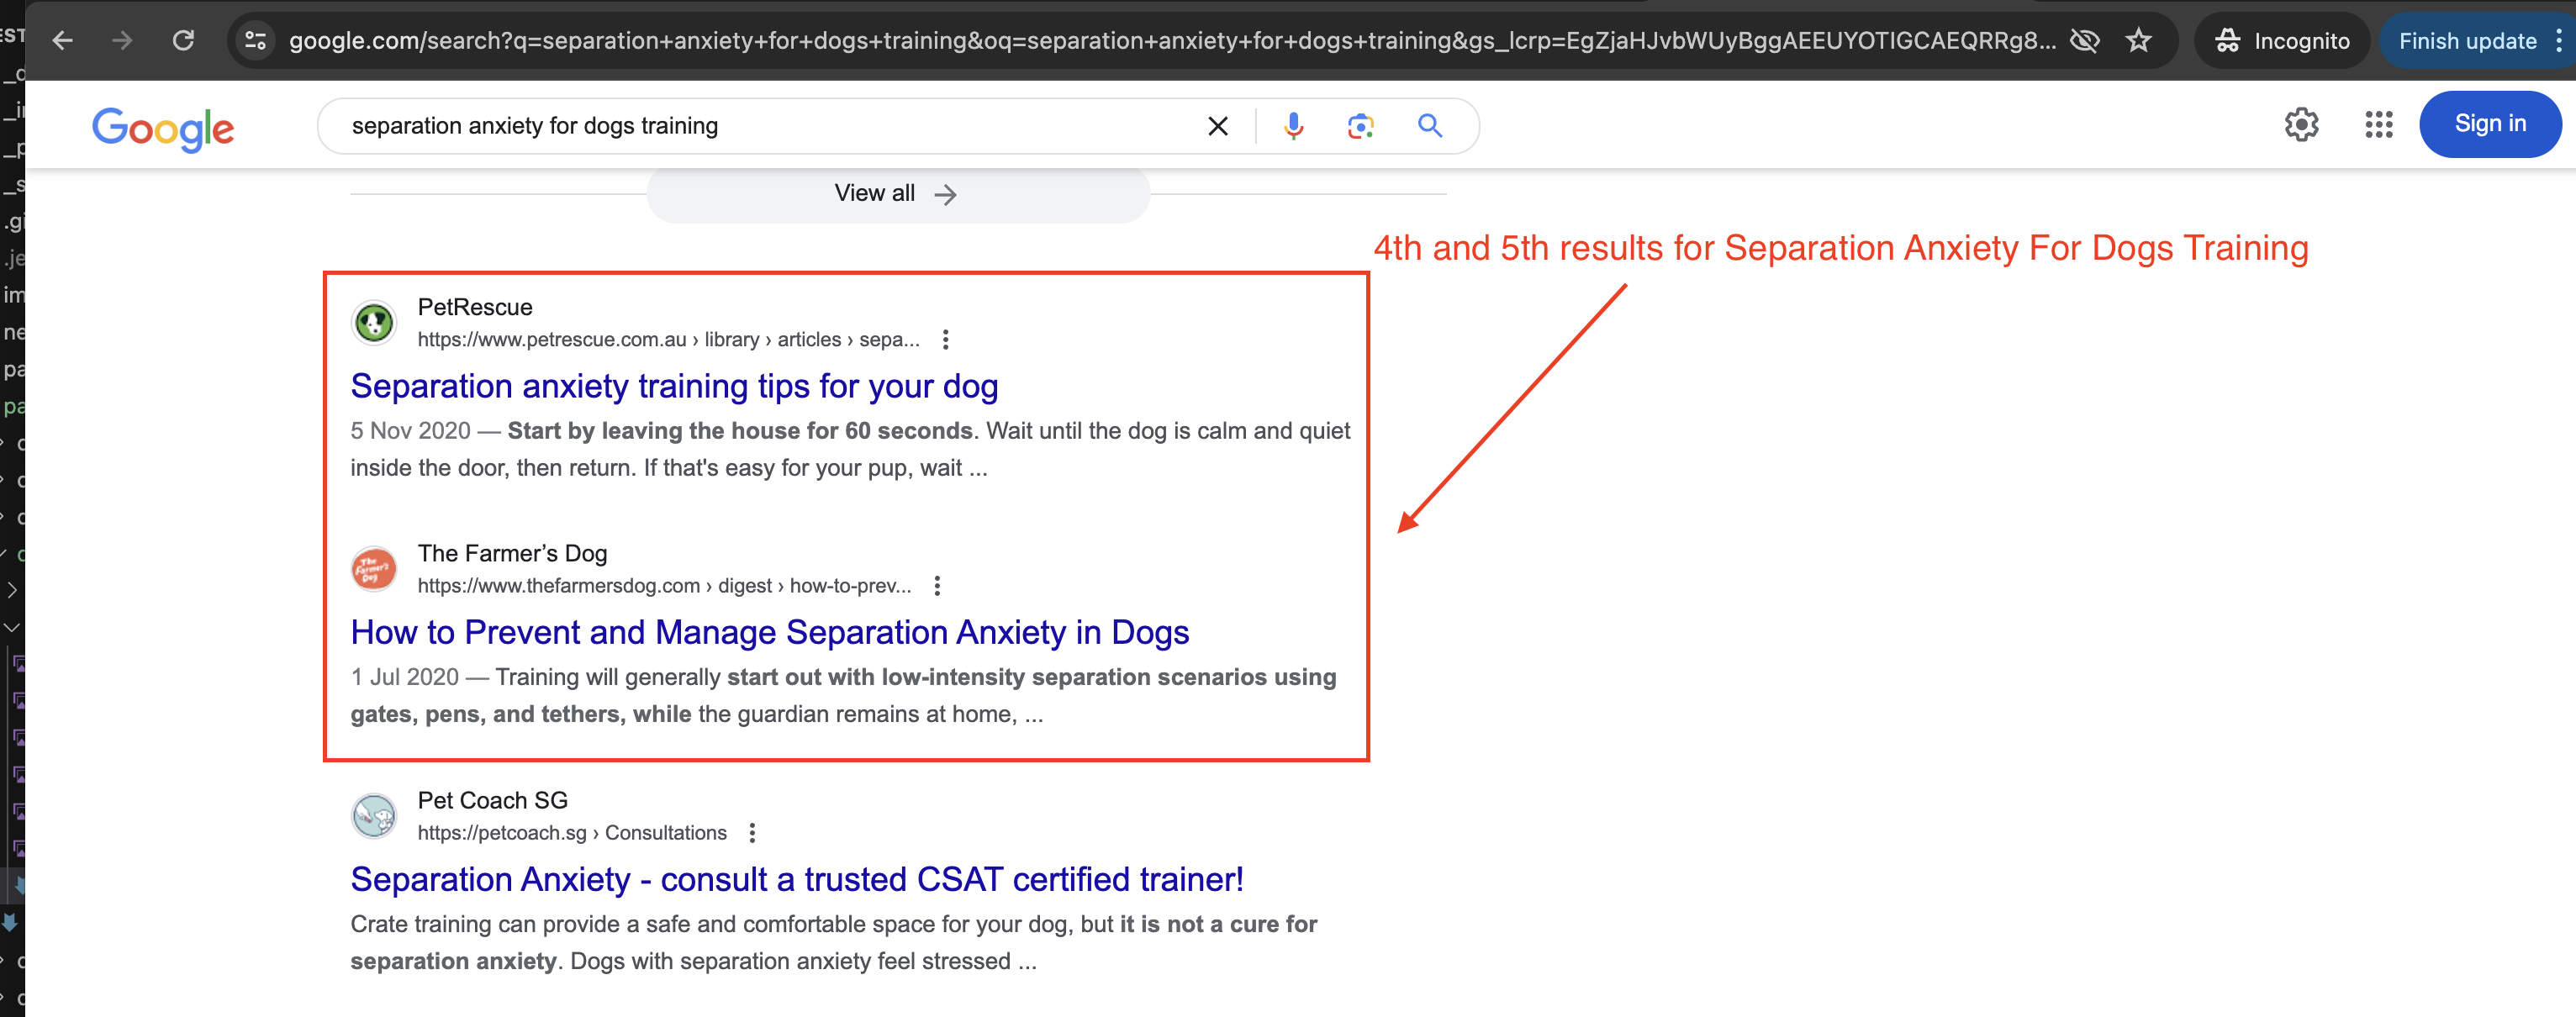 google.com/search?q=separation+anxiety+for+dogs+training&oq=separation+anxiety+for+dogs+training&gs_lcrp=EgZjaHJvbWUyBggAEEUYOTIGCAEQRRg8...
Incognito
Finish update
Google
separation anxiety for dogs training
Sign in
View all
4th and 5th results for Separation Anxiety For Dogs Training
PetRescue
https://www.petrescue.com.au › library › articles › sepa...
Separation anxiety training tips for your dog
5 Nov 2020 — Start by leaving the house for 60 seconds. Wait until the dog is calm and quiet
inside the door, then return. If that's easy for your pup, wait ...
The Farmer's Dog
The Farmer’s Dog
https://www.thefarmersdog.com › digest › how-to-prev...
How to Prevent and Manage Separation Anxiety in Dogs
1 Jul 2020 — Training will generally start out with low-intensity separation scenarios using
gates, pens, and tethers, while the guardian remains at home, ...
Pet Coach SG
https://petcoach.sg › Consultations
Separation Anxiety - consult a trusted CSAT certified trainer!
Crate training can provide a safe and comfortable space for your dog, but it is not a cure for
separation anxiety. Dogs with separation anxiety feel stressed ...